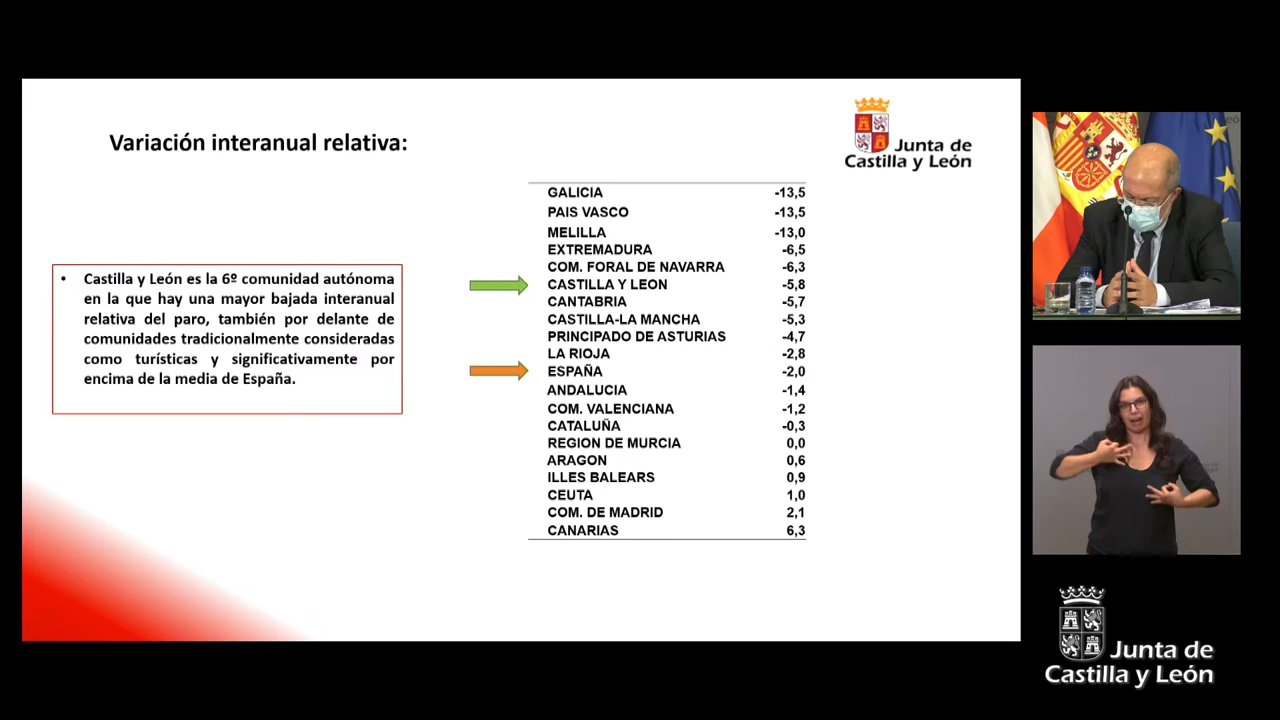 Variación interanual relativa:
Junta de
Castilla y León
• Castilla y León es la 6º comunidad autónoma
en la que hay una mayor bajada interanual
relativa del paro, también por delante de
comunidades tradicionalmente consideradas
como turísticas y significativamente por
encima de la media de España.
GALICIA -13,5
PAIS VASCO -13,5
MELILLA -13,0
EXTREMADURA -6,5
COM. FORAL DE NAVARRA -6,3
CASTILLA Y LEON -5,8
CANTABRIA -5,7
CASTILLA-LA MANCHA -5,3
PRINCIPADO DE ASTURIAS -4,7
LA RIOJA -2,8
ESPAÑA -2,0
ANDALUCIA -1,4
COM. VALENCIANA -1,2
CATALUÑA -0,3
REGION DE MURCIA 0,0
ARAGON 0,6
ILLES BALEARS 0,9
CEUTA 1,0
COM. DE MADRID 2,1
CANARIAS 6,3
Junta de
Castilla y León